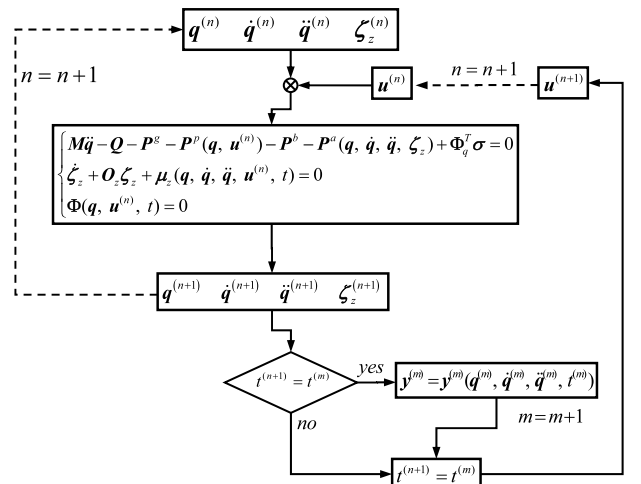 q^(n) q̇^(n) q̈^(n) ζ_z^(n)
n = n+1
u^(n)
n = n+1
u^(n+1)
Mq̈ − Q − P^g − P^p(q, u^(n)) − P^b − P^a(q, q̇, q̈, ζ_z) + Φ_q^T σ = 0
ζ̇_z + O_z ζ_z + μ_z(q, q̇, q̈, u^(n), t) = 0
Φ(q, u^(n), t) = 0
q^(n+1) q̇^(n+1) q̈^(n+1) ζ_z^(n+1)
t^(n+1) = t^(m)
yes
y^(m) = y^(m)(q^(m), q̇^(m), q̈^(m), t^(m))
no
m = m+1
t^(n+1) = t^(m)